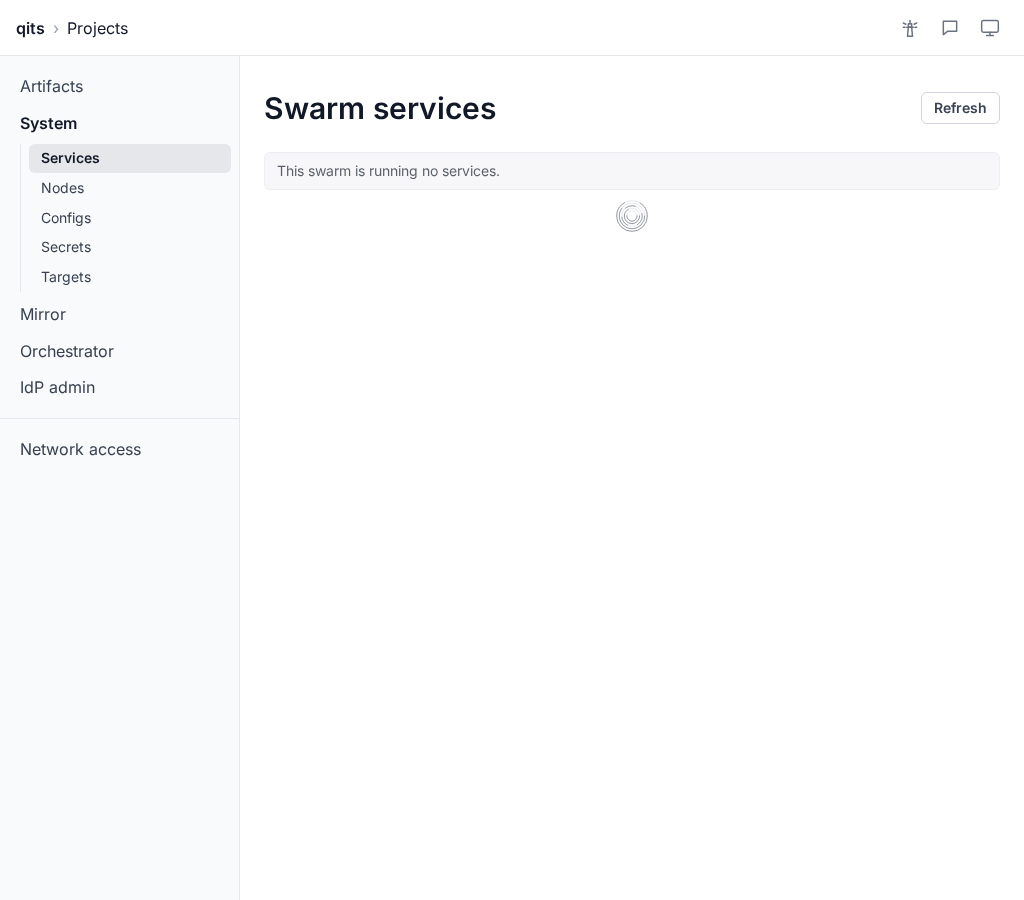 qits › Projects
Artifacts
System
Services
Nodes
Configs
Secrets
Targets
Mirror
Orchestrator
IdP admin
Network access
Swarm services
Refresh
This swarm is running no services.